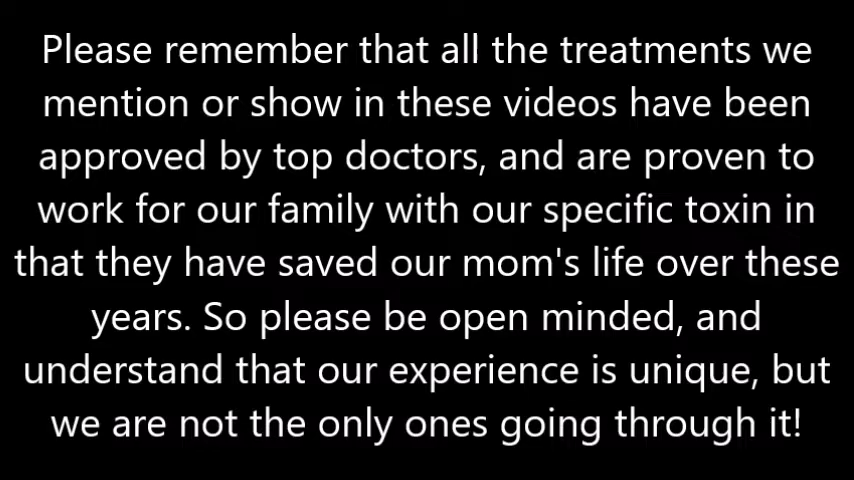 Please remember that all the treatments we
mention or show in these videos have been
approved by top doctors, and are proven to
work for our family with our specific toxin in
that they have saved our mom's life over these
years. So please be open minded, and
understand that our experience is unique, but
we are not the only ones going through it!